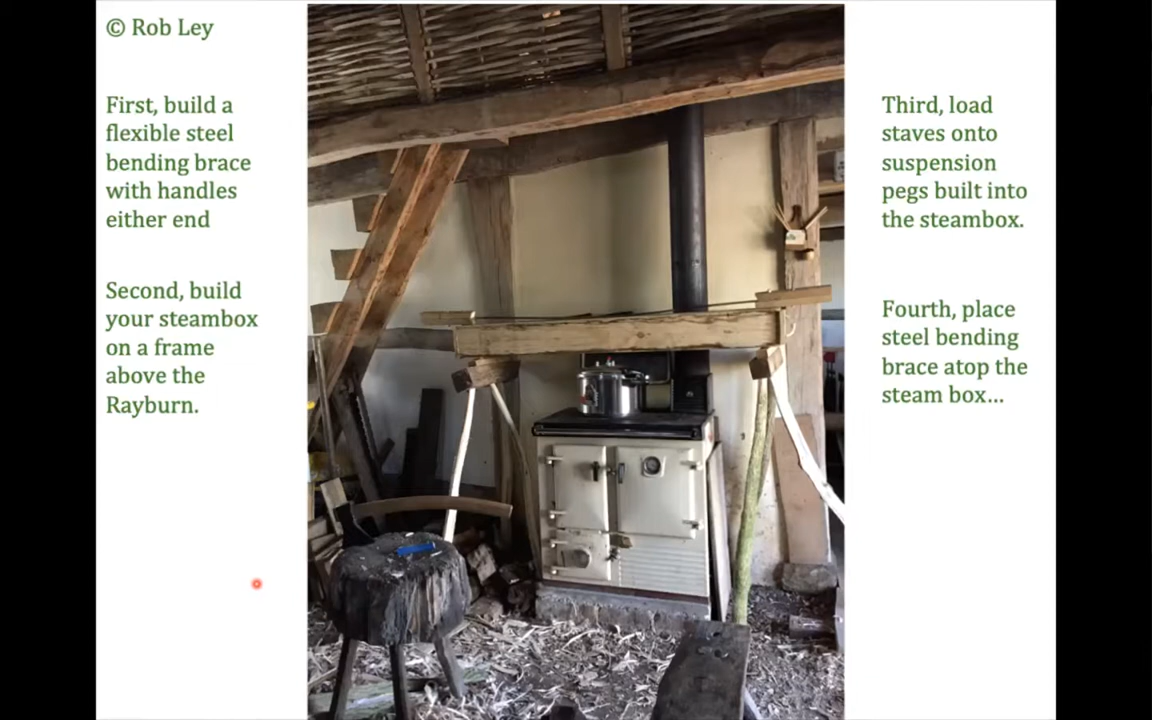 © Rob Ley
First, build a
flexible steel
bending brace
with handles
either end
Second, build
your steambox
on a frame
above the
Rayburn.
Third, load
staves onto
suspension
pegs built into
the steambox.
Fourth, place
steel bending
brace atop the
steam box...